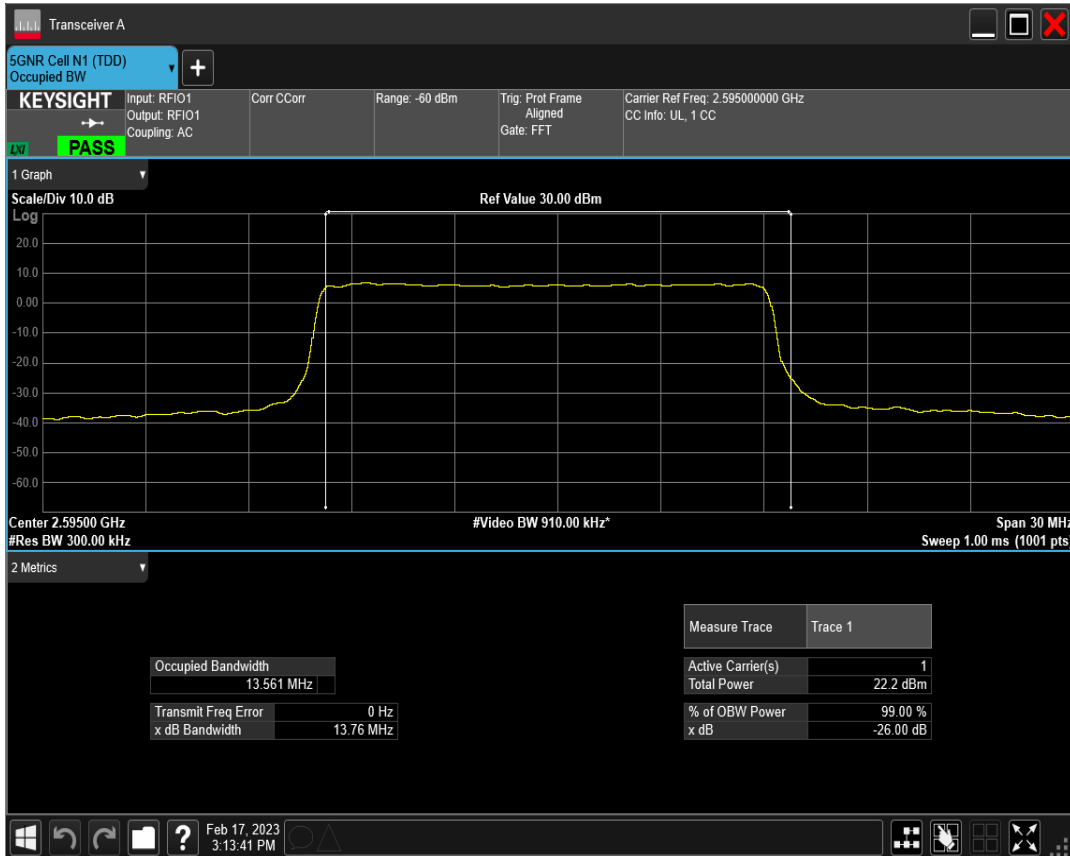 Transceiver A
5GNR Cell N1 (TDD)
Occupied BW
+
KEYSIGHT
LXI
PASS
Input: RFIO1
Output: RFIO1
Coupling: AC
Corr CCorr
Range: -60 dBm
Trig: Prot Frame
Aligned
Gate: FFT
Carrier Ref Freq: 2.595000000 GHz
CC Info: UL, 1 CC
1 Graph
Scale/Div 10.0 dB
Ref Value 30.00 dBm
Log
20.0
10.0
0.00
-10.0
-20.0
-30.0
-40.0
-50.0
-60.0
Center 2.59500 GHz
#Video BW 910.00 kHz*
Span 30 MHz
#Res BW 300.00 kHz
Sweep 1.00 ms (1001 pts)
2 Metrics
Measure Trace Trace 1
Occupied Bandwidth
13.561 MHz
Transmit Freq Error 0 Hz
x dB Bandwidth 13.76 MHz
Active Carrier(s) 1
Total Power 22.2 dBm
% of OBW Power 99.00 %
x dB -26.00 dB
?
Feb 17, 2023
3:13:41 PM